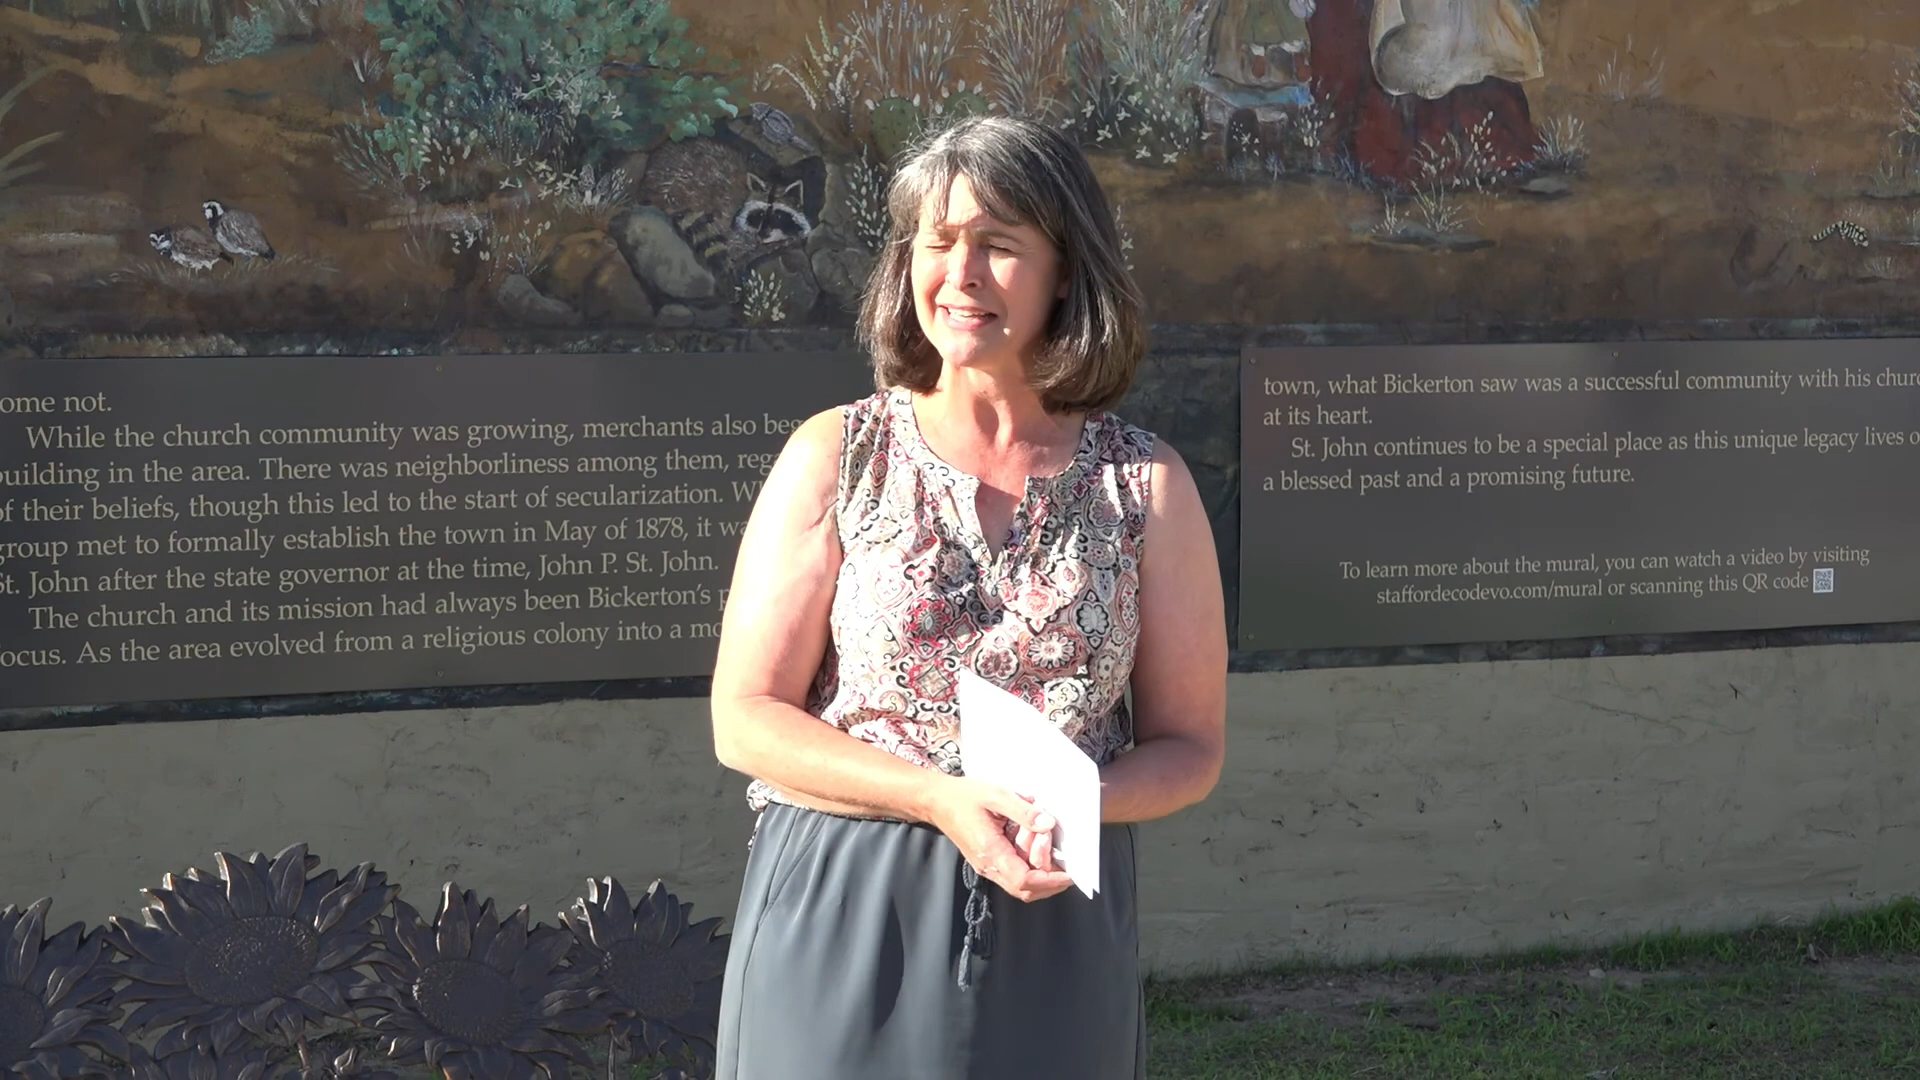 ome not.
While the church community was growing, merchants also beg
building in the area. There was neighborliness among them, rega
of their beliefs, though this led to the start of secularization. Wh
group met to formally establish the town in May of 1878, it wa
St. John after the state governor at the time, John P. St. John.
The church and its mission had always been Bickerton's p
focus. As the area evolved from a religious colony into a mo
town, what Bickerton saw was a successful community with his churc
at its heart.
St. John continues to be a special place as this unique legacy lives o
a blessed past and a promising future.
To learn more about the mural, you can watch a video by visiting
staffordecodevo.com/mural or scanning this QR code